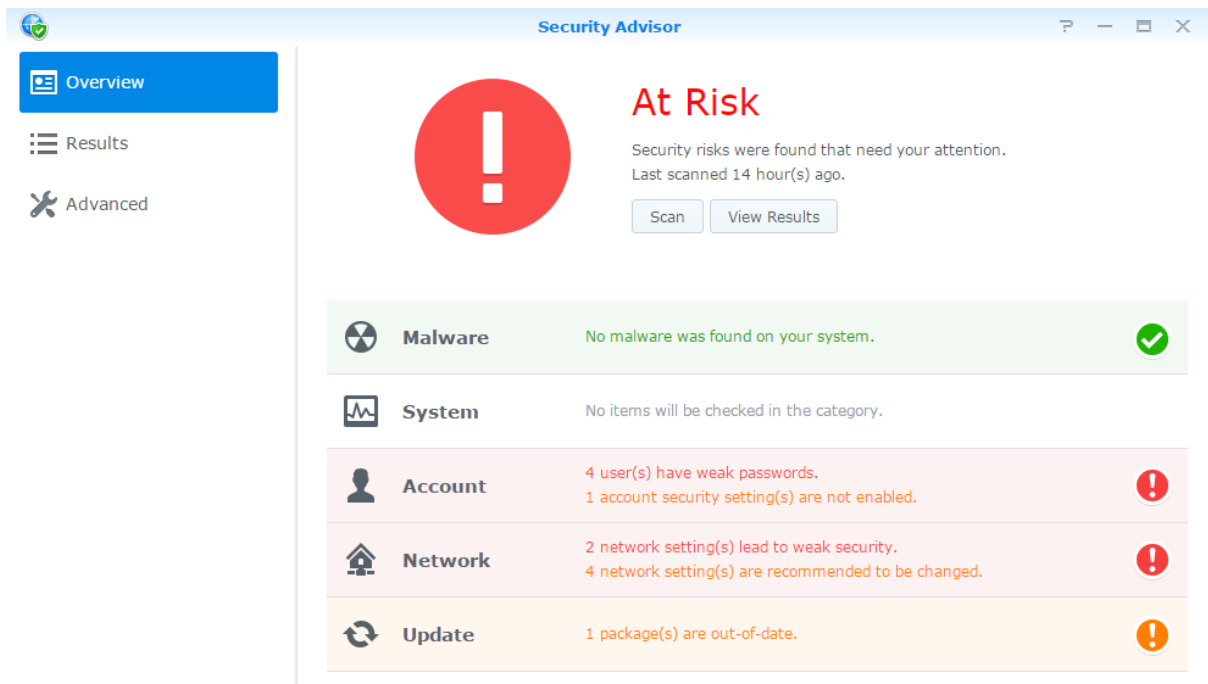 Security Advisor
Overview
Results
Advanced
At Risk
Security risks were found that need your attention.
Last scanned 14 hour(s) ago.
Scan View Results
Malware No malware was found on your system.
System No items will be checked in the category.
Account
4 user(s) have weak passwords.
1 account security setting(s) are not enabled.
Network
2 network setting(s) lead to weak security.
4 network setting(s) are recommended to be changed.
Update 1 package(s) are out-of-date.